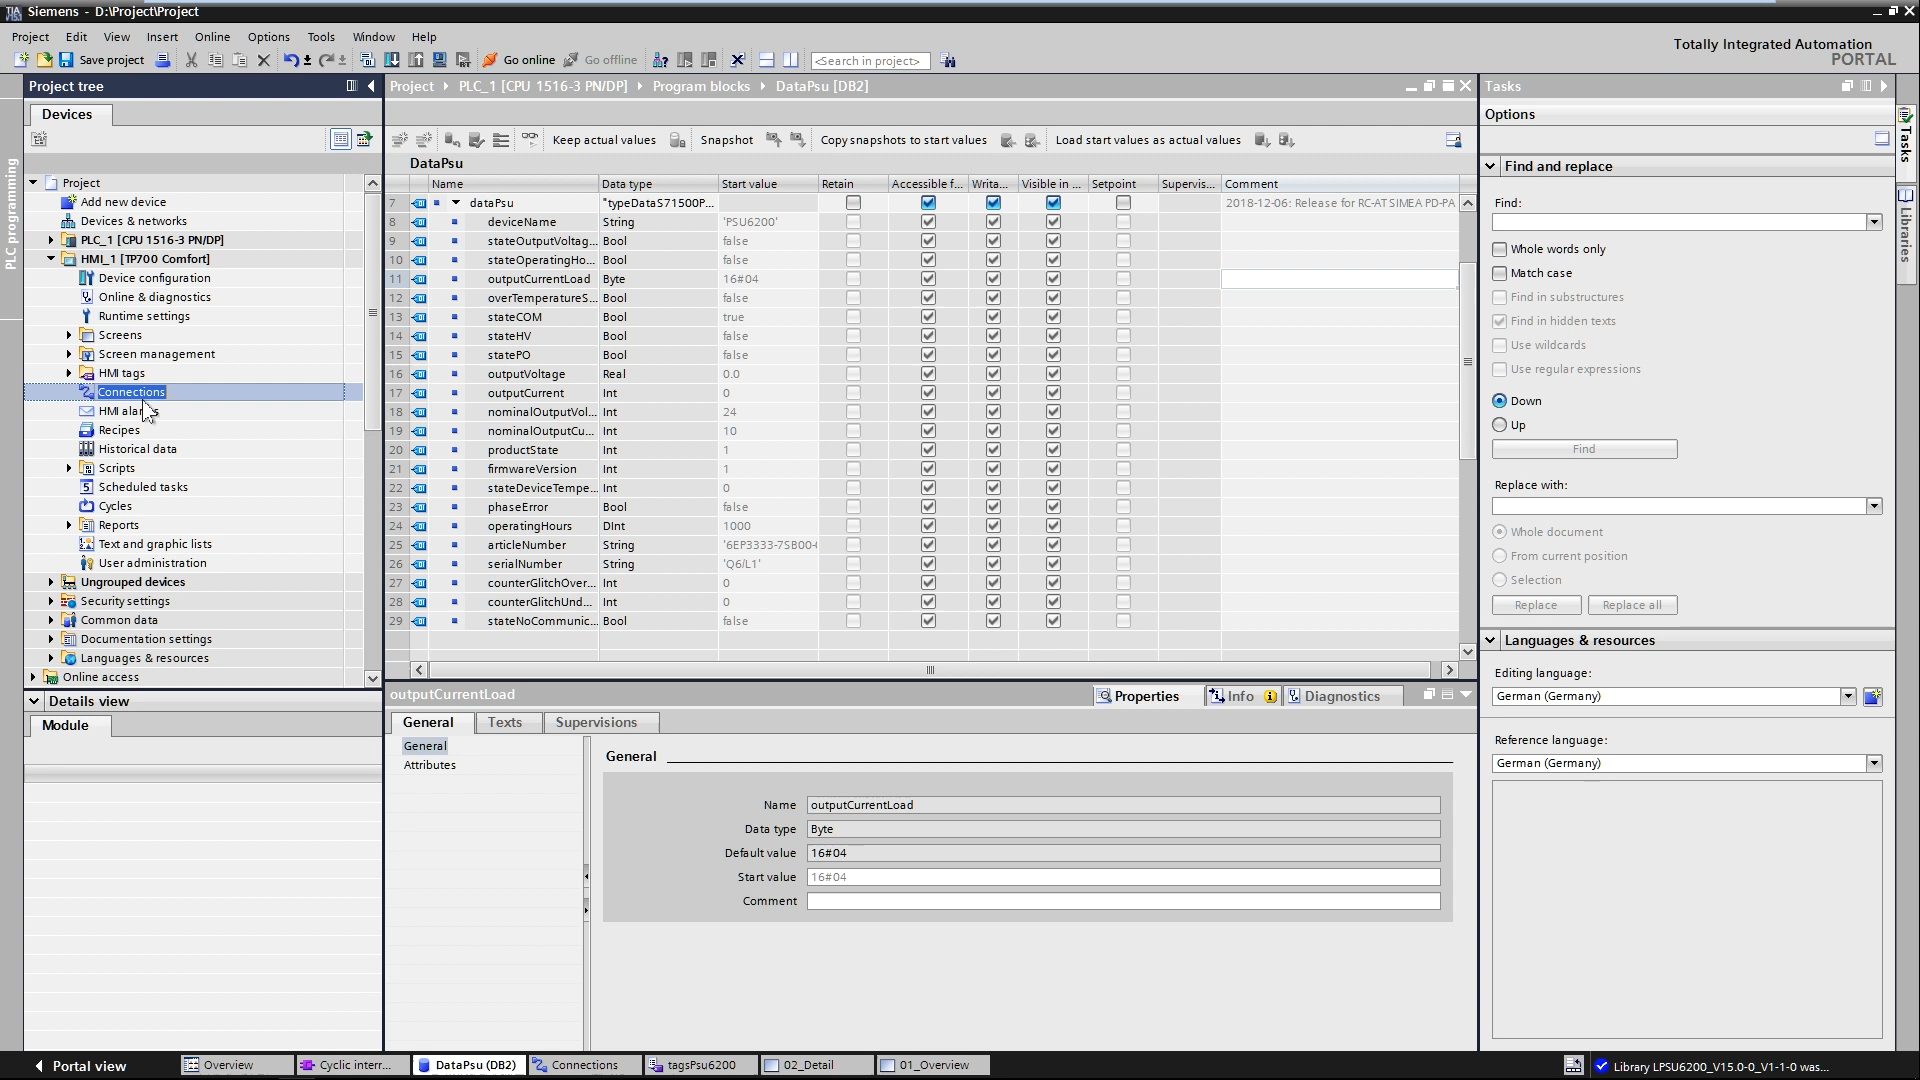 Siemens - D:\Project\Project
Project Edit View Insert Online Options Tools Window Help
Totally Integrated Automation
PORTAL
Save project Go online Go offline <Search in project>
Project tree
Devices
PLC programming
Project
Add new device
Devices & networks
PLC_1 [CPU 1516-3 PN/DP]
HMI_1 [TP700 Comfort]
Device configuration
Online & diagnostics
Runtime settings
Screens
Screen management
HMI tags
Connections
Recipes
Historical data
Scripts
Scheduled tasks
Cycles
Reports
Text and graphic lists
User administration
Ungrouped devices
Security settings
Common data
Documentation settings
Languages & resources
Online access
Details view
Module
Project PLC_1 [CPU 1516-3 PN/DP] Program blocks DataPsu [DB2]
Keep actual values Snapshot Copy snapshots to start values Load start values as actual values
DataPsu
Name Data type Start value Retain Accessible f... Writa... Visible in ... Setpoint Supervis... Comment
7 dataPsu "typeDataS71500P... 2018-12-06: Release for RC-AT SIMEA PD-PA
8 deviceName String 'PSU6200'
9 stateOutputVoltag... Bool false
10 stateOperatingHo... Bool false
11 outputCurrentLoad Byte 16#04
12 overTemperatureS... Bool false
13 stateCOM Bool true
14 stateHV Bool false
15 statePO Bool false
16 outputVoltage Real 0.0
17 outputCurrent Int 0
18 nominalOutputVol... Int 24
19 nominalOutputCu... Int 10
20 productState Int 1
21 firmwareVersion Int 1
22 stateDeviceTempe... Int 0
23 phaseError Bool false
24 operatingHours DInt 1000
25 articleNumber String '6EP3333-7SB00-
26 serialNumber String 'Q6/L1'
27 counterGlitchOver... Int 0
28 counterGlitchUnd... Int 0
29 stateNoCommunic... Bool false
outputCurrentLoad
Properties Info Diagnostics
General Texts Supervisions
General
Attributes
General
Name outputCurrentLoad
Data type Byte
Default value 16#04
Start value 16#04
Comment
Tasks
Options
Find and replace
Find:
Whole words only
Match case
Find in substructures
Find in hidden texts
Use wildcards
Use regular expressions
Down
Up
Find
Replace with:
Whole document
From current position
Selection
Replace Replace all
Languages & resources
Editing language:
German (Germany)
Reference language:
German (Germany)
Tasks
Libraries
Portal view Overview Cyclic interr... DataPsu (DB2) Connections tagsPsu6200 02_Detail 01_Overview Library LPSU6200_V15.0-0_V1-1-0 was...